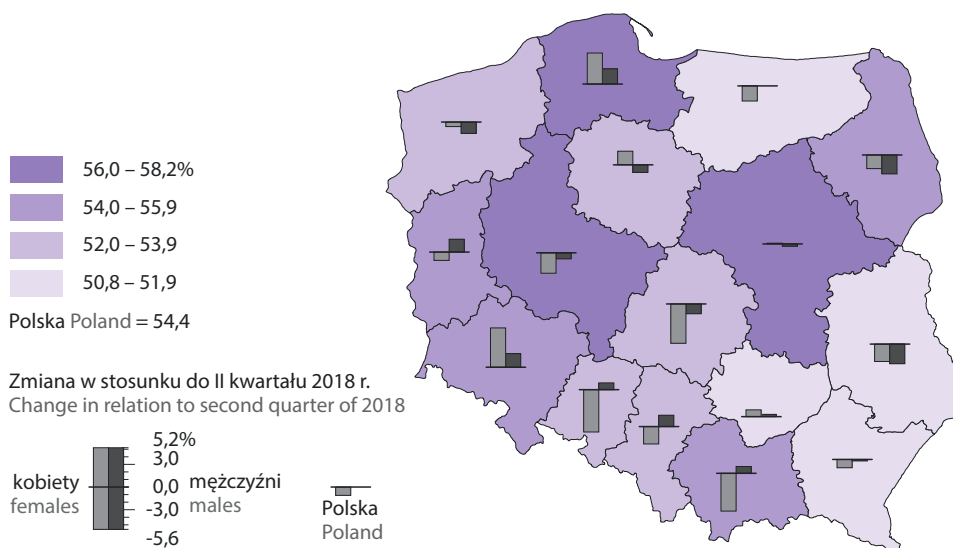 56,0 – 58,2%
54,0 – 55,9
52,0 – 53,9
50,8 – 51,9
Polska Poland = 54,4
Zmiana w stosunku do II kwartału 2018 r.
Change in relation to second quarter of 2018
5,2%
3,0
kobiety 0,0 mężczyźni
females males
-3,0
-5,6
Polska
Poland